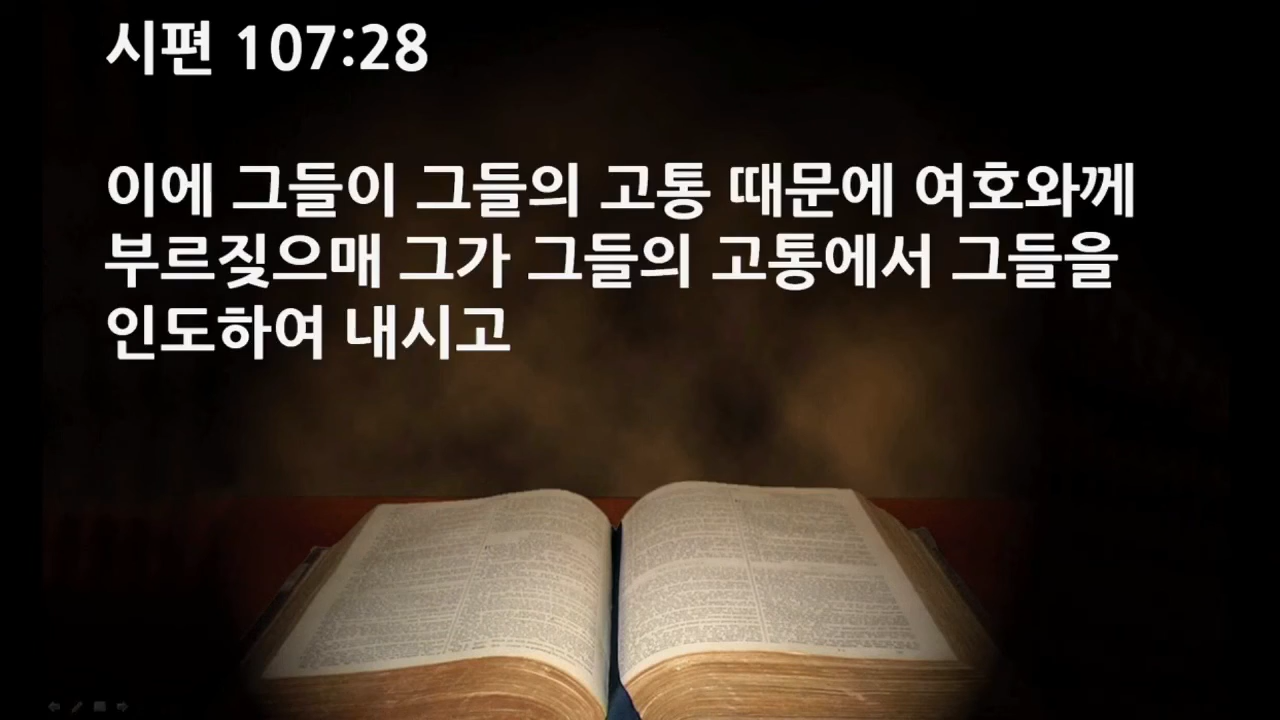 시편 107:28
이에 그들이 그들의 고통 때문에 여호와께
부르짖으매 그가 그들의 고통에서 그들을
인도하여 내시고